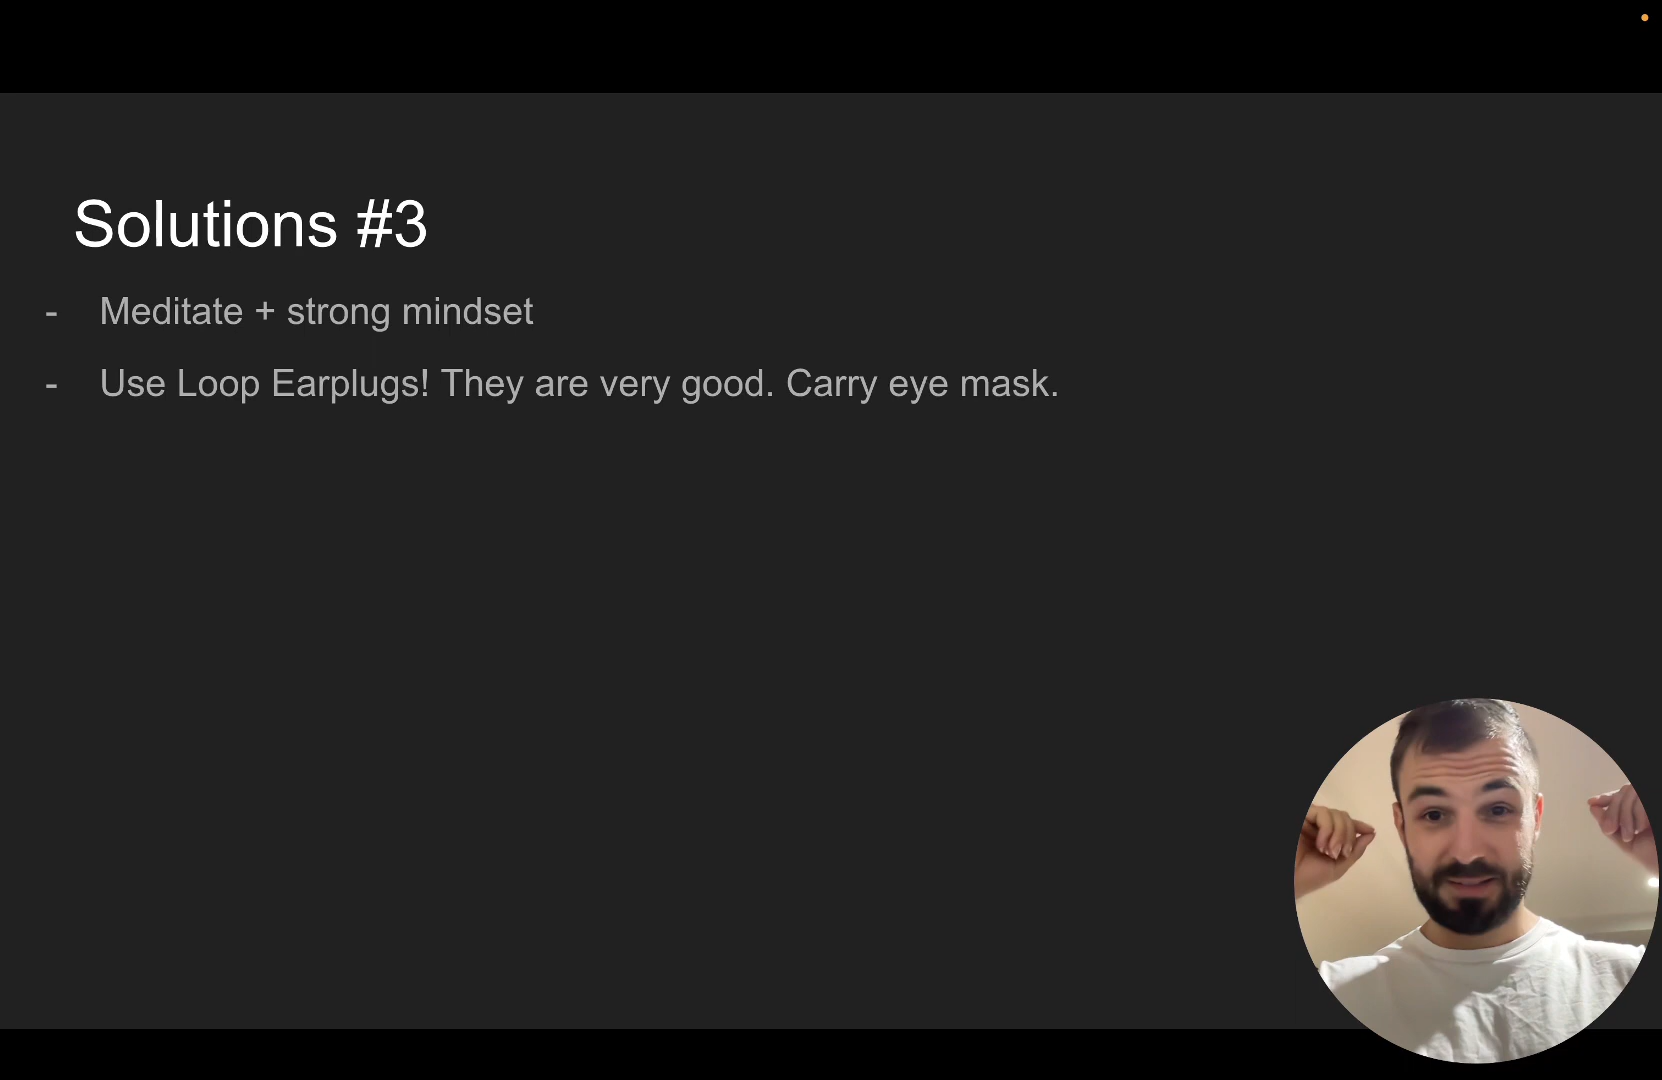 Solutions #3
- Meditate + strong mindset
- Use Loop Earplugs! They are very good. Carry eye mask.